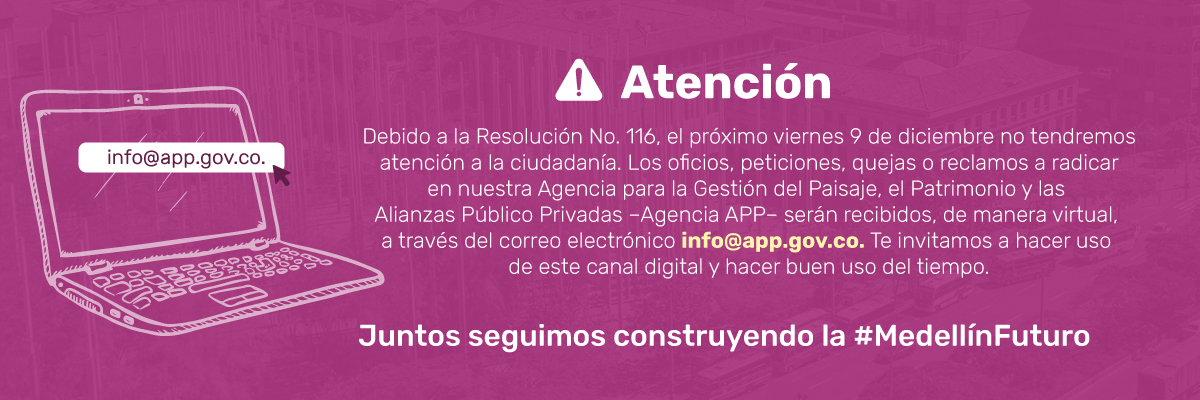 info@app.gov.co.
Atención
Debido a la Resolución No. 116, el próximo viernes 9 de diciembre no tendremos
atención a la ciudadanía. Los oficios, peticiones, quejas o reclamos a radicar
en nuestra Agencia para la Gestión del Paisaje, el Patrimonio y las
Alianzas Público Privadas –Agencia APP– serán recibidos, de manera virtual,
a través del correo electrónico info@app.gov.co. Te invitamos a hacer uso
de este canal digital y hacer buen uso del tiempo.
Juntos seguimos construyendo la #MedellínFuturo